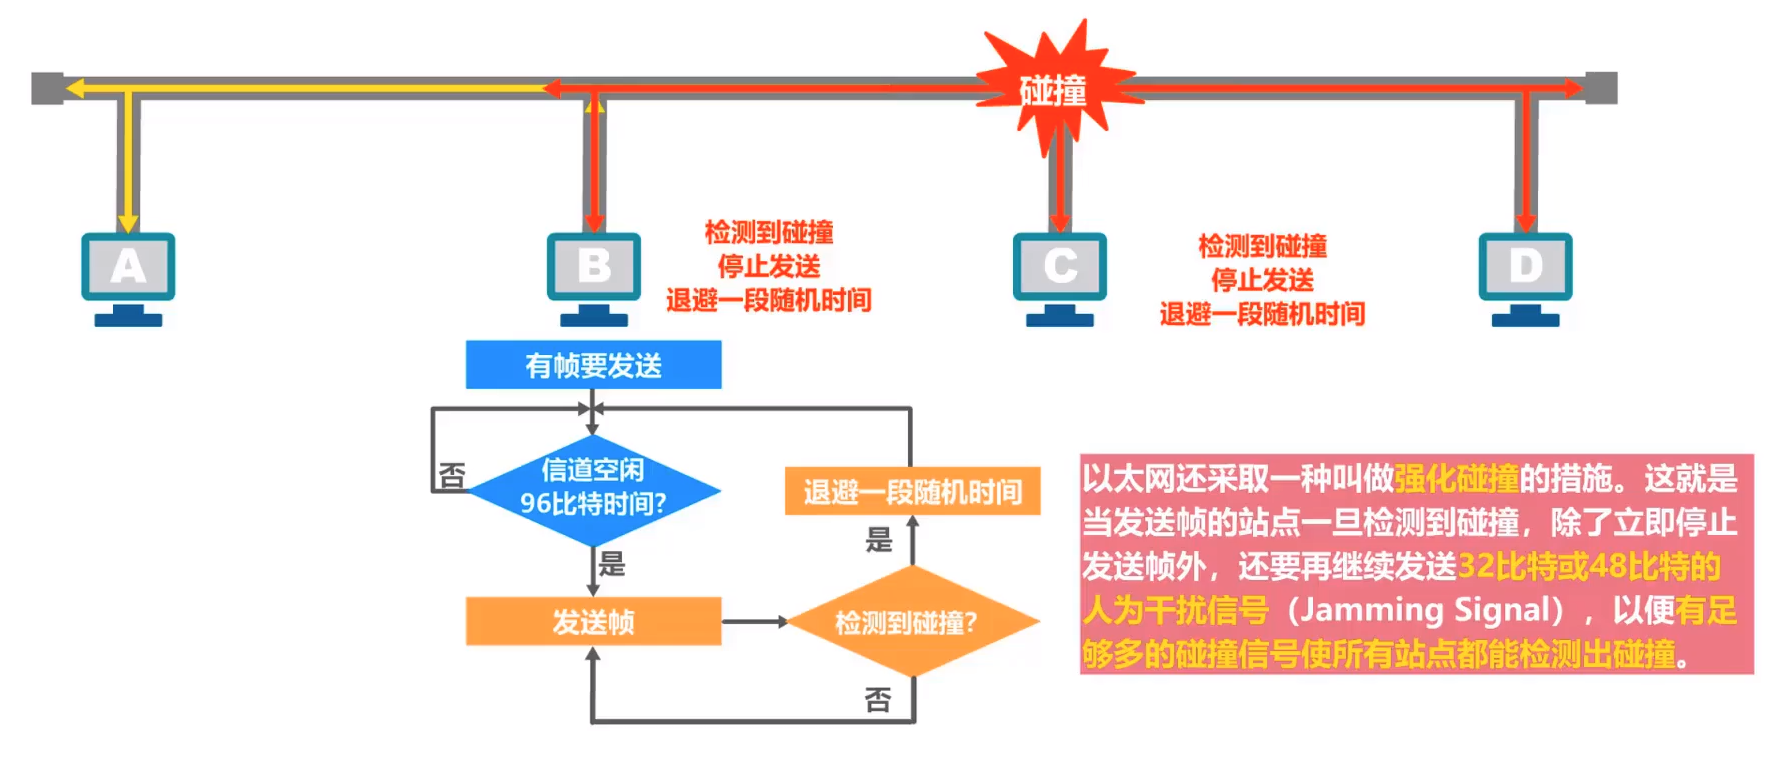 碰撞
A
B
C
D
检测到碰撞
停止发送
退避一段随机时间
检测到碰撞
停止发送
退避一段随机时间
有帧要发送
信道空闲
96比特时间?
否
是
发送帧
检测到碰撞?
是
否
退避一段随机时间
以太网还采取一种叫做强化碰撞的措施。这就是
当发送帧的站点一旦检测到碰撞，除了立即停止
发送帧外，还要再继续发送32比特或48比特的
人为干扰信号（Jamming Signal），以便有足
够多的碰撞信号使所有站点都能检测出碰撞。